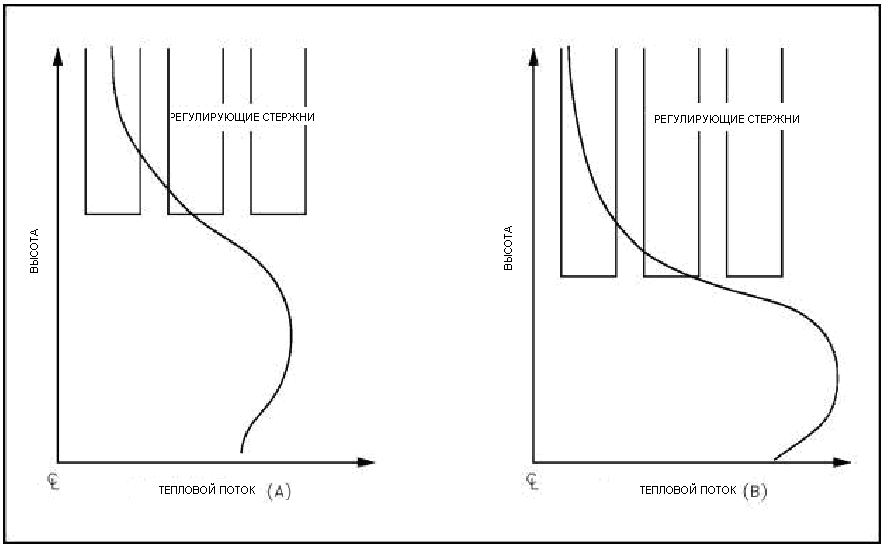 РЕГУЛИРУЮЩИЕ СТЕРЖНИ
ВЫСОТА
℄
ТЕПЛОВОЙ ПОТОК (A)
РЕГУЛИРУЮЩИЕ СТЕРЖНИ
ВЫСОТА
℄
ТЕПЛОВОЙ ПОТОК (B)